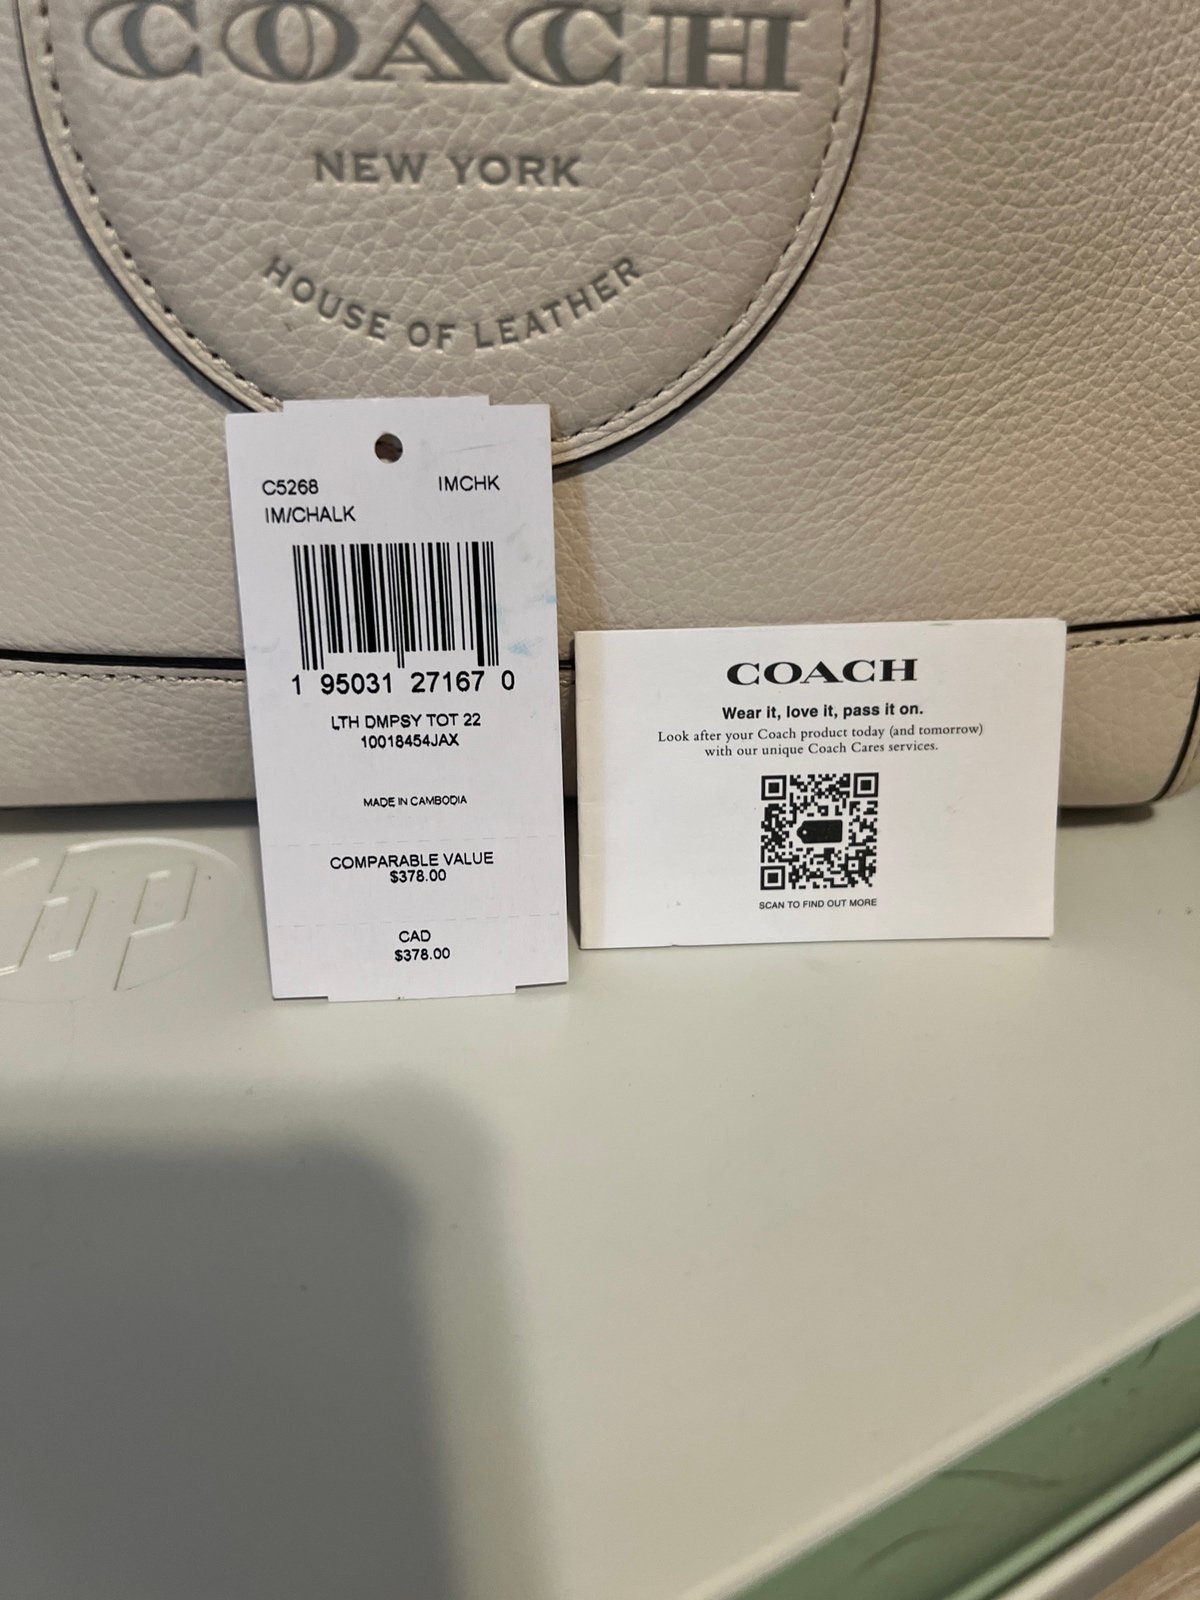 COACH
NEW YORK
HOUSE OF LEATHER
C5268 IMCHK
IM/CHALK
1 95031 27167 0
LTH DMPSY TOT 22
10018454JAX
MADE IN CAMBODIA
COMPARABLE VALUE
$378.00
CAD
$378.00
COACH
Wear it, love it, pass it on.
Look after your Coach product today (and tomorrow)
with our unique Coach Cares services.
SCAN TO FIND OUT MORE
hp